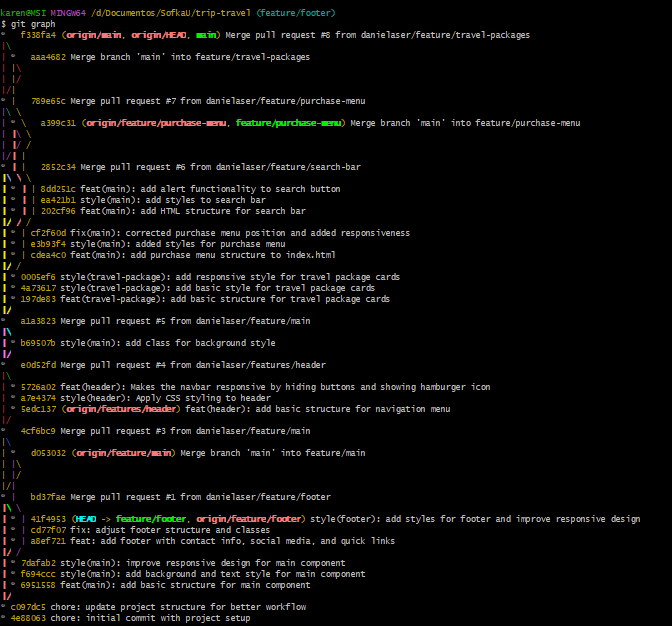 karen@MSI MINGW64 /d/Documentos/SofkaU/trip-travel (feature/footer)
$ git graph
*   f338fa4 (origin/main, origin/HEAD, main) Merge pull request #8 from danielaser/feature/travel-packages
|\
| *   aaa4682 Merge branch 'main' into feature/travel-packages
| |\
| |/
|/|
* |   789e65c Merge pull request #7 from danielaser/feature/purchase-menu
|\ \
| * \   a399c31 (origin/feature/purchase-menu, feature/purchase-menu) Merge branch 'main' into feature/purchase-menu
| |\ \
| |/ /
|/| |
* | |   2852c34 Merge pull request #6 from danielaser/feature/search-bar
|\ \ \
| * | | 8dd251c feat(main): add alert functionality to search button
| * | | ea421b1 style(main): add styles to search bar
| * | | 202cf96 feat(main): add HTML structure for search bar
|/ / /
| * | cf2f60d fix(main): corrected purchase menu position and added responsiveness
| * | e3b93f4 style(main): added styles for purchase menu
| * | cdea4c0 feat(main): add purchase menu structure to index.html
|/ /
| * 0005ef6 style(travel-package): add responsive style for travel package cards
| * 4a73617 style(travel-package): add basic style for travel package cards
| * 197de83 feat(travel-package): add basic structure for travel package cards
|/
*   a1a3823 Merge pull request #5 from danielaser/feature/main
|\
| * b69507b style(main): add class for background style
|/
*   e0d52fd Merge pull request #4 from danielaser/features/header
|\
| * 5726a02 feat(header): Makes the navbar responsive by hiding buttons and showing hamburger icon
| * a7e4374 style(header): Apply CSS styling to header
| * 5edc137 (origin/features/header) feat(header): add basic structure for navigation menu
|/
*   4cf6bc9 Merge pull request #3 from danielaser/feature/main
|\
| *   d053032 (origin/feature/main) Merge branch 'main' into feature/main
| |\
| |/
|/|
* |   bd37fae Merge pull request #1 from danielaser/feature/footer
|\ \
| * | 41f4953 (HEAD -> feature/footer, origin/feature/footer) style(footer): add styles for footer and improve responsive design
| * | cd77f07 fix: adjust footer structure and classes
| * | a8ef721 feat: add footer with contact info, social media, and quick links
|/ /
| * 7dafab2 style(main): improve responsive design for main component
| * f694ccc style(main): add background and text style for main component
| * 6951558 feat(main): add basic structure for main component
|/
* c097dc5 chore: update project structure for better workflow
* 4e88063 chore: initial commit with project setup